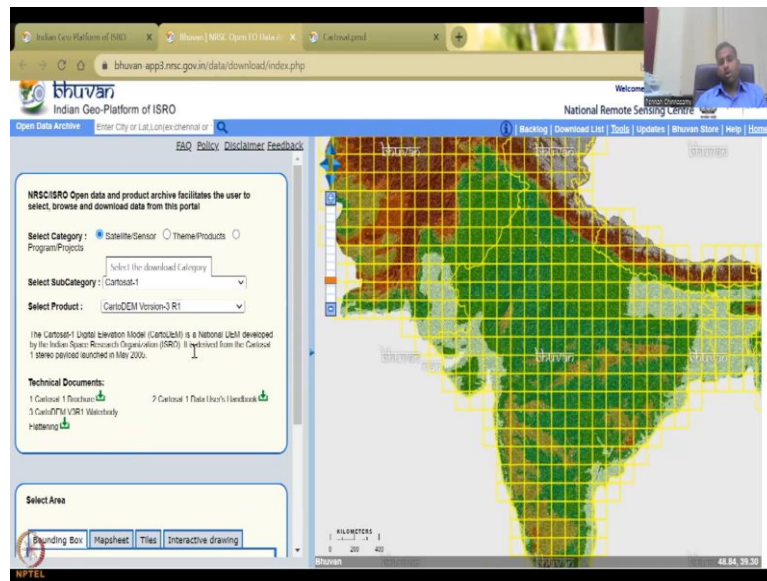 Indian Geo Platform of ISRO X
Bhuvan | NRSC Open EO Data Ar X
Cartosat.pmd X
+
bhuvan-app3.nrsc.gov.in/data/download/index.php
bhuvan
Indian Geo-Platform of ISRO
Welcome
National Remote Sensing Centre
Open Data Archive
Enter City or Lat,Lon(ex:chennai or
| Backlog | Download List | Tools | Updates | Bhuvan Store | Help | Home
FAQ Policy Disclaimer Feedback
NRSC/ISRO Open data and product archive facilitates the user to
select, browse and download data from this portal
Select Category : Satellite/Sensor Theme/Products
Program/Projects
Select the download Category
Select SubCategory : Cartosat-1
Select Product : CartoDEM Version-3 R1
The Cartosat-1 Digital Elevation Model (CartoDEM) is a National DEM developed
by the Indian Space Research Organization (ISRO). It is derived from the Cartosat
1 stereo payload launched in May 2005.
Technical Documents:
1 Cartosat 1 Brochure
2 Cartosat 1 Data User's Handbook
3 CartoDEM V3R1 Waterbody
Flattening
Select Area
Bounding Box Mapsheet Tiles Interactive drawing
bhuvan
bhuvan
bhuvan
bhuvan
bhuvan
bhuvan
KILOMETERS
0 200 400
Bhuvan
48.84, 39.30
NPTEL